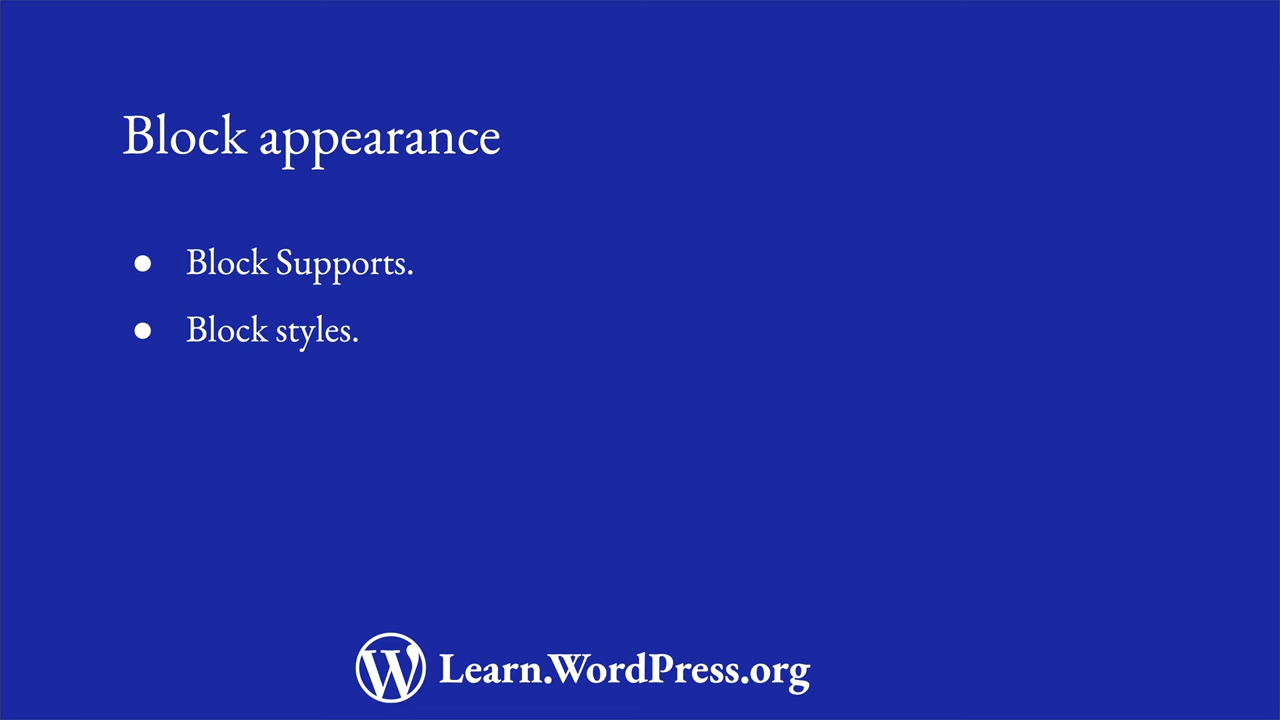 Block appearance
● Block Supports.
● Block styles.
Learn.WordPress.org